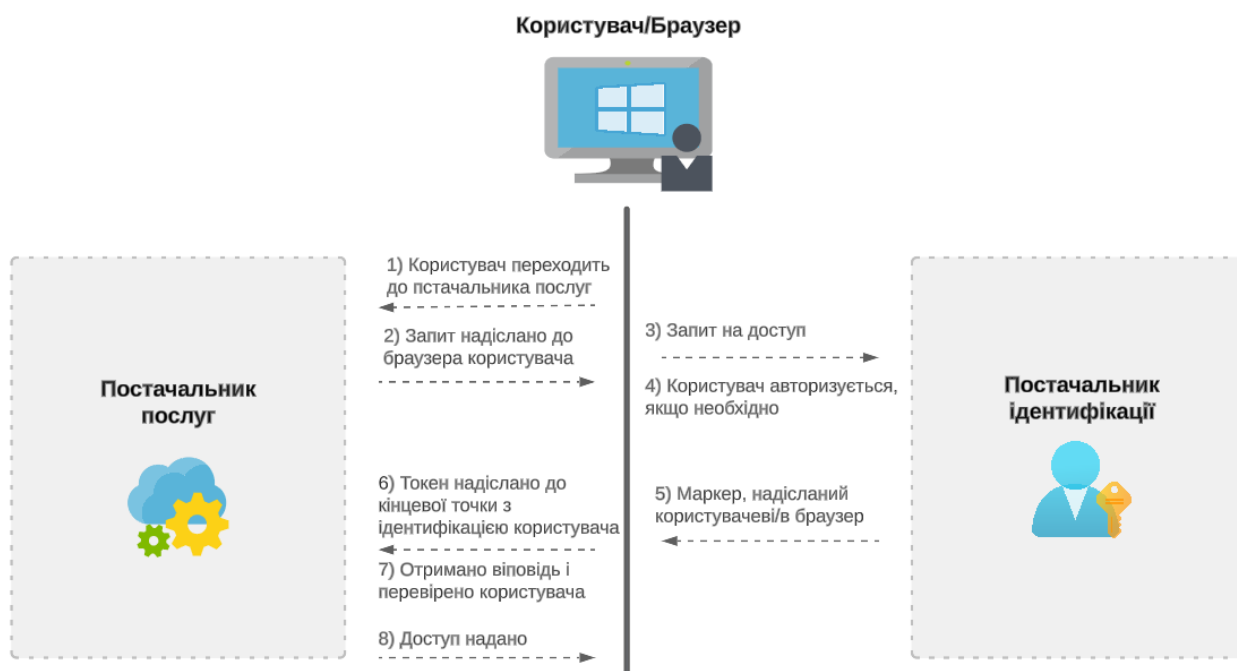 Користувач/Браузер
1) Користувач переходить
до пстачальника послуг
2) Запит надіслано до
браузера користувача
3) Запит на доступ
4) Користувач авторизується,
якщо необхідно
Постачальник
послуг
Постачальник
ідентифікації
5) Маркер, надісланий
користувачеві/в браузер
6) Токен надіслано до
кінцевої точки з
ідентифікацією користувача
7) Отримано віповідь і
перевірено користувача
8) Доступ надано